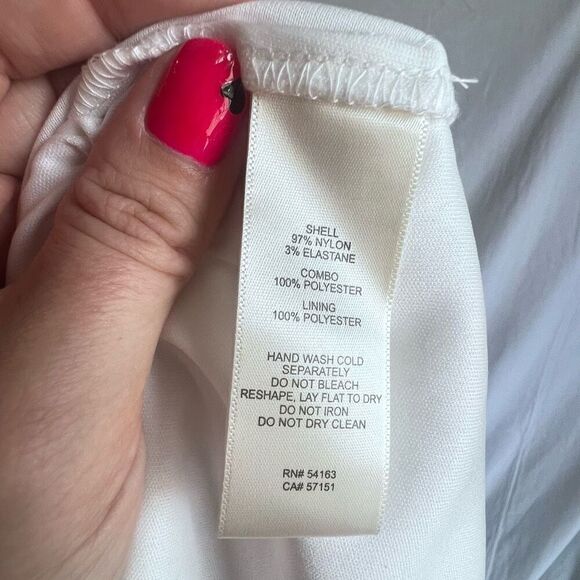 SHELL
97% NYLON
3% ELASTANE
COMBO
100% POLYESTER
LINING
100% POLYESTER
HAND WASH COLD
SEPARATELY
DO NOT BLEACH
RESHAPE, LAY FLAT TO DRY
DO NOT IRON
DO NOT DRY CLEAN
RN# 54163
CA# 57151